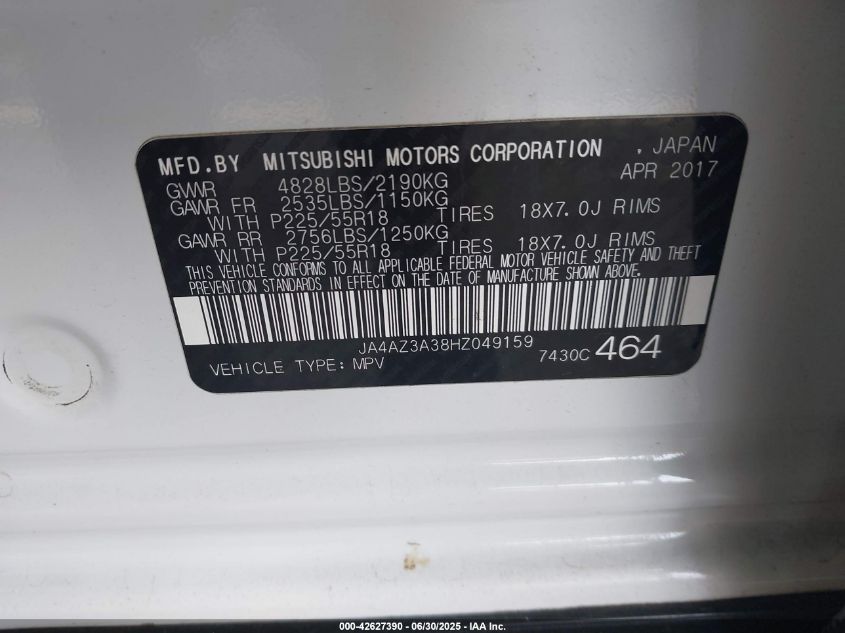 MFD.BY MITSUBISHI MOTORS CORPORATION , JAPAN
APR 2017
GVWR 4828LBS/2190KG
GAWR FR 2535LBS/1150KG
WITH P225/55R18 TIRES 18X7.0J RIMS
GAWR RR 2756LBS/1250KG
WITH P225/55R18 TIRES 18X7.0J RIMS
THIS VEHICLE CONFORMS TO ALL APPLICABLE FEDERAL MOTOR VEHICLE SAFETY AND THEFT
PREVENTION STANDARDS IN EFFECT ON THE DATE OF MANUFACTURE SHOWN ABOVE.
JA4AZ3A38HZ049159
VEHICLE TYPE: MPV 7430C 464
000-42627390 - 06/30/2025 - IAA Inc.